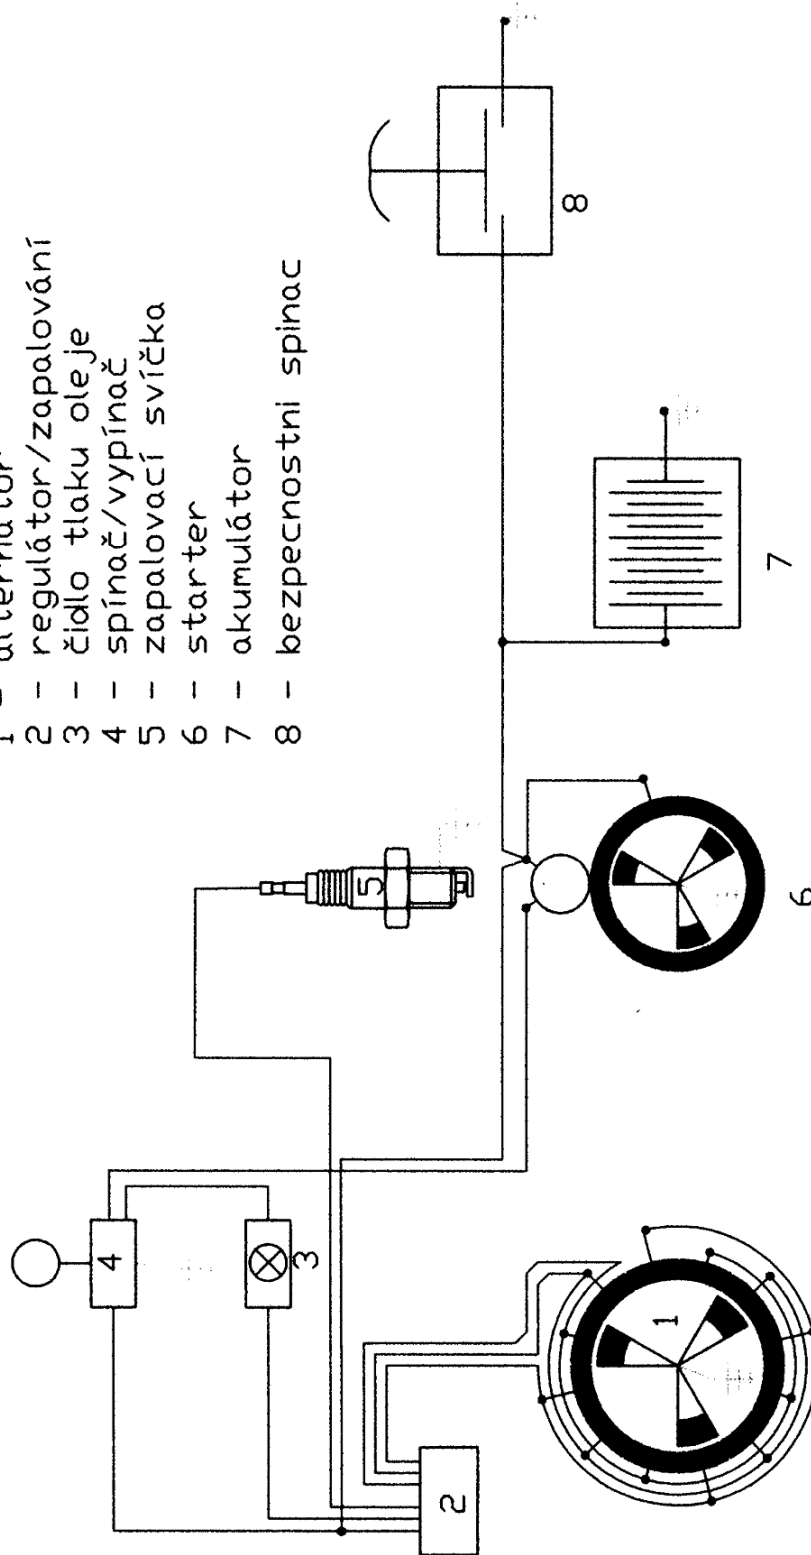 1 - alternátor
2 - regulátor/zapalování
3 - čidlo tlaku oleje
4 - spínač/vypínač
5 - zapalovací svíčka
6 - starter
7 - akumulátor
8 - bezpecnostni spinac
4
3
2
1
5
6
7
8